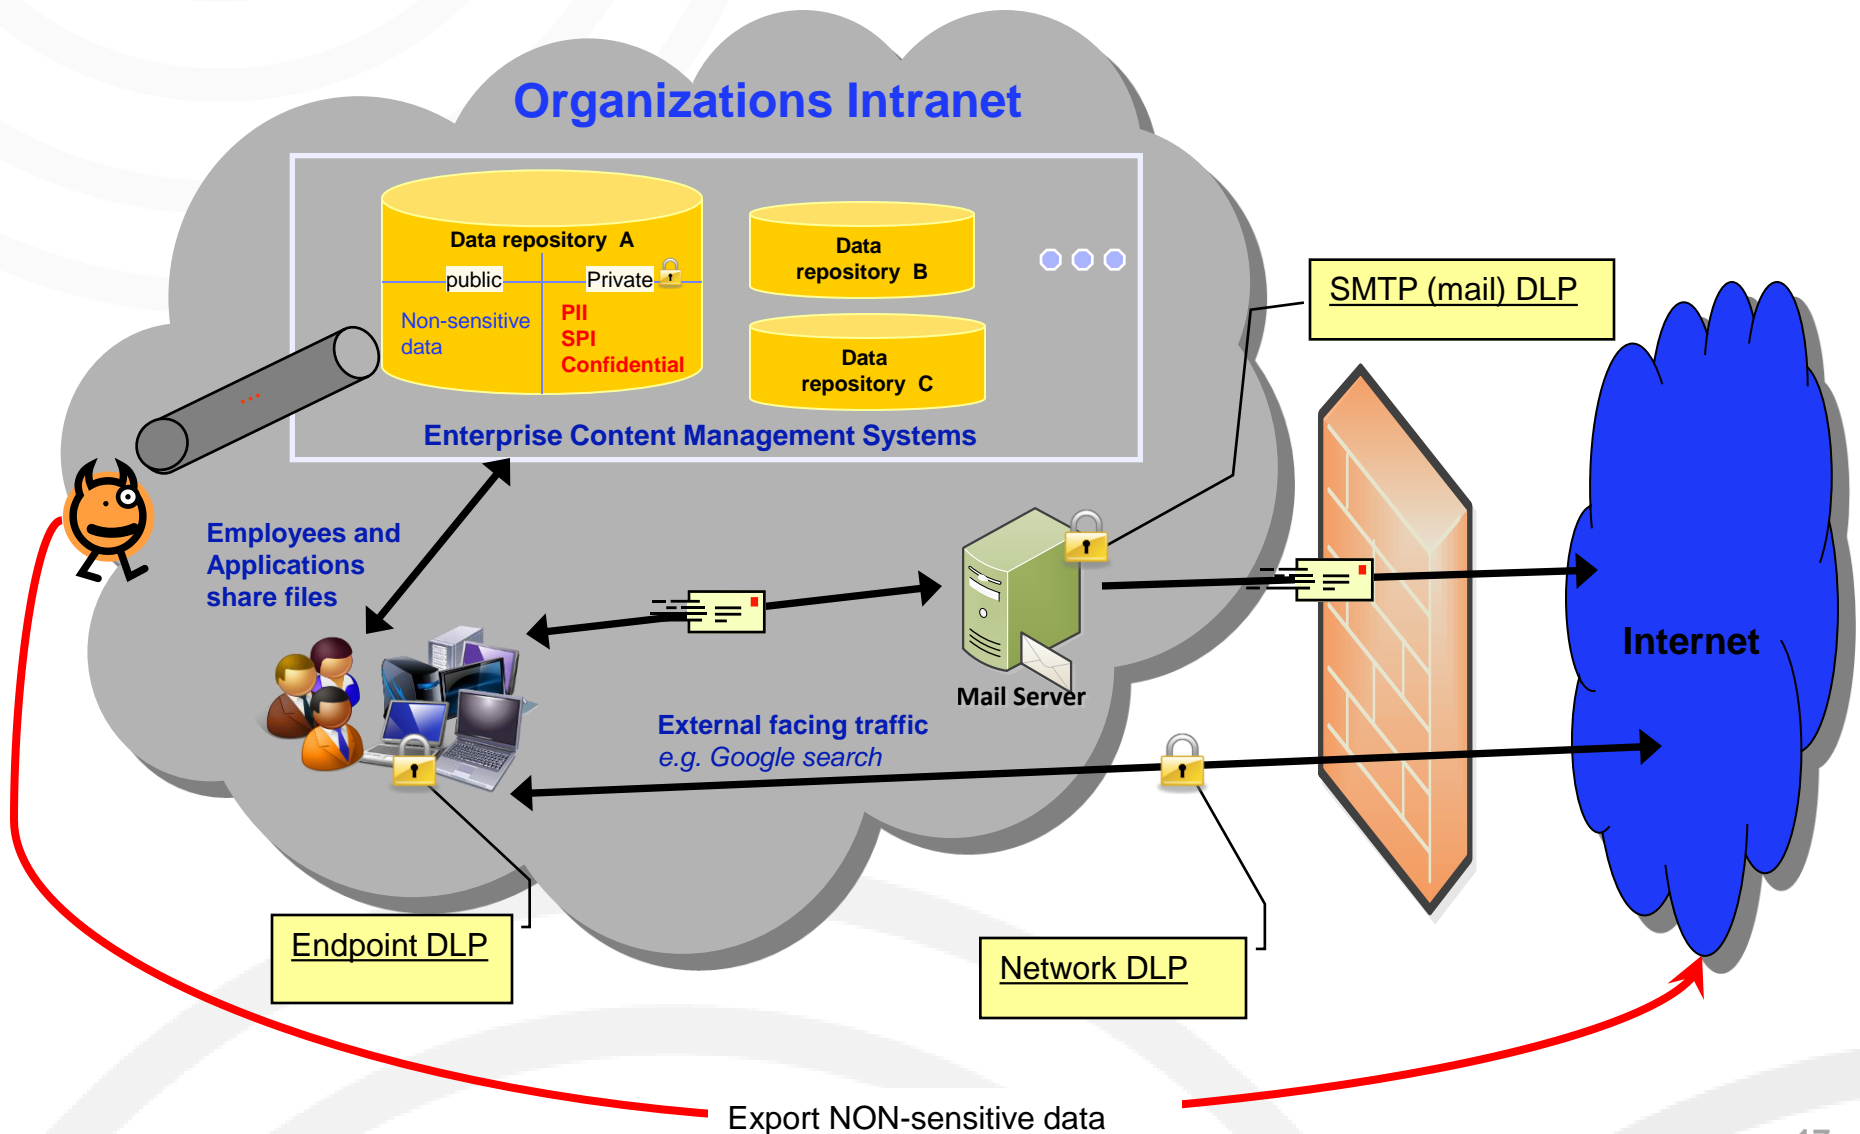 Organizations Intranet
Data repository A
public
Private
Non-sensitive
data
PII
SPI
Confidential
Data
repository B
Data
repository C
Enterprise Content Management Systems
SMTP (mail) DLP
...
Employees and
Applications
share files
Mail Server
Internet
External facing traffic
e.g. Google search
Endpoint DLP
Network DLP
Export NON-sensitive data